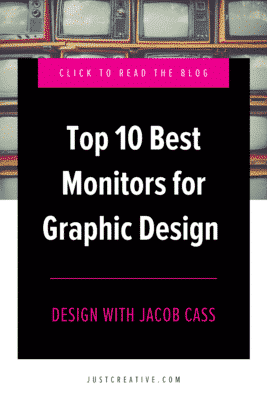 CLICK TO READ THE BLOG
Top 10 Best
Monitors for
Graphic Design
DESIGN WITH JACOB CASS
JUSTCREATIVE.COM